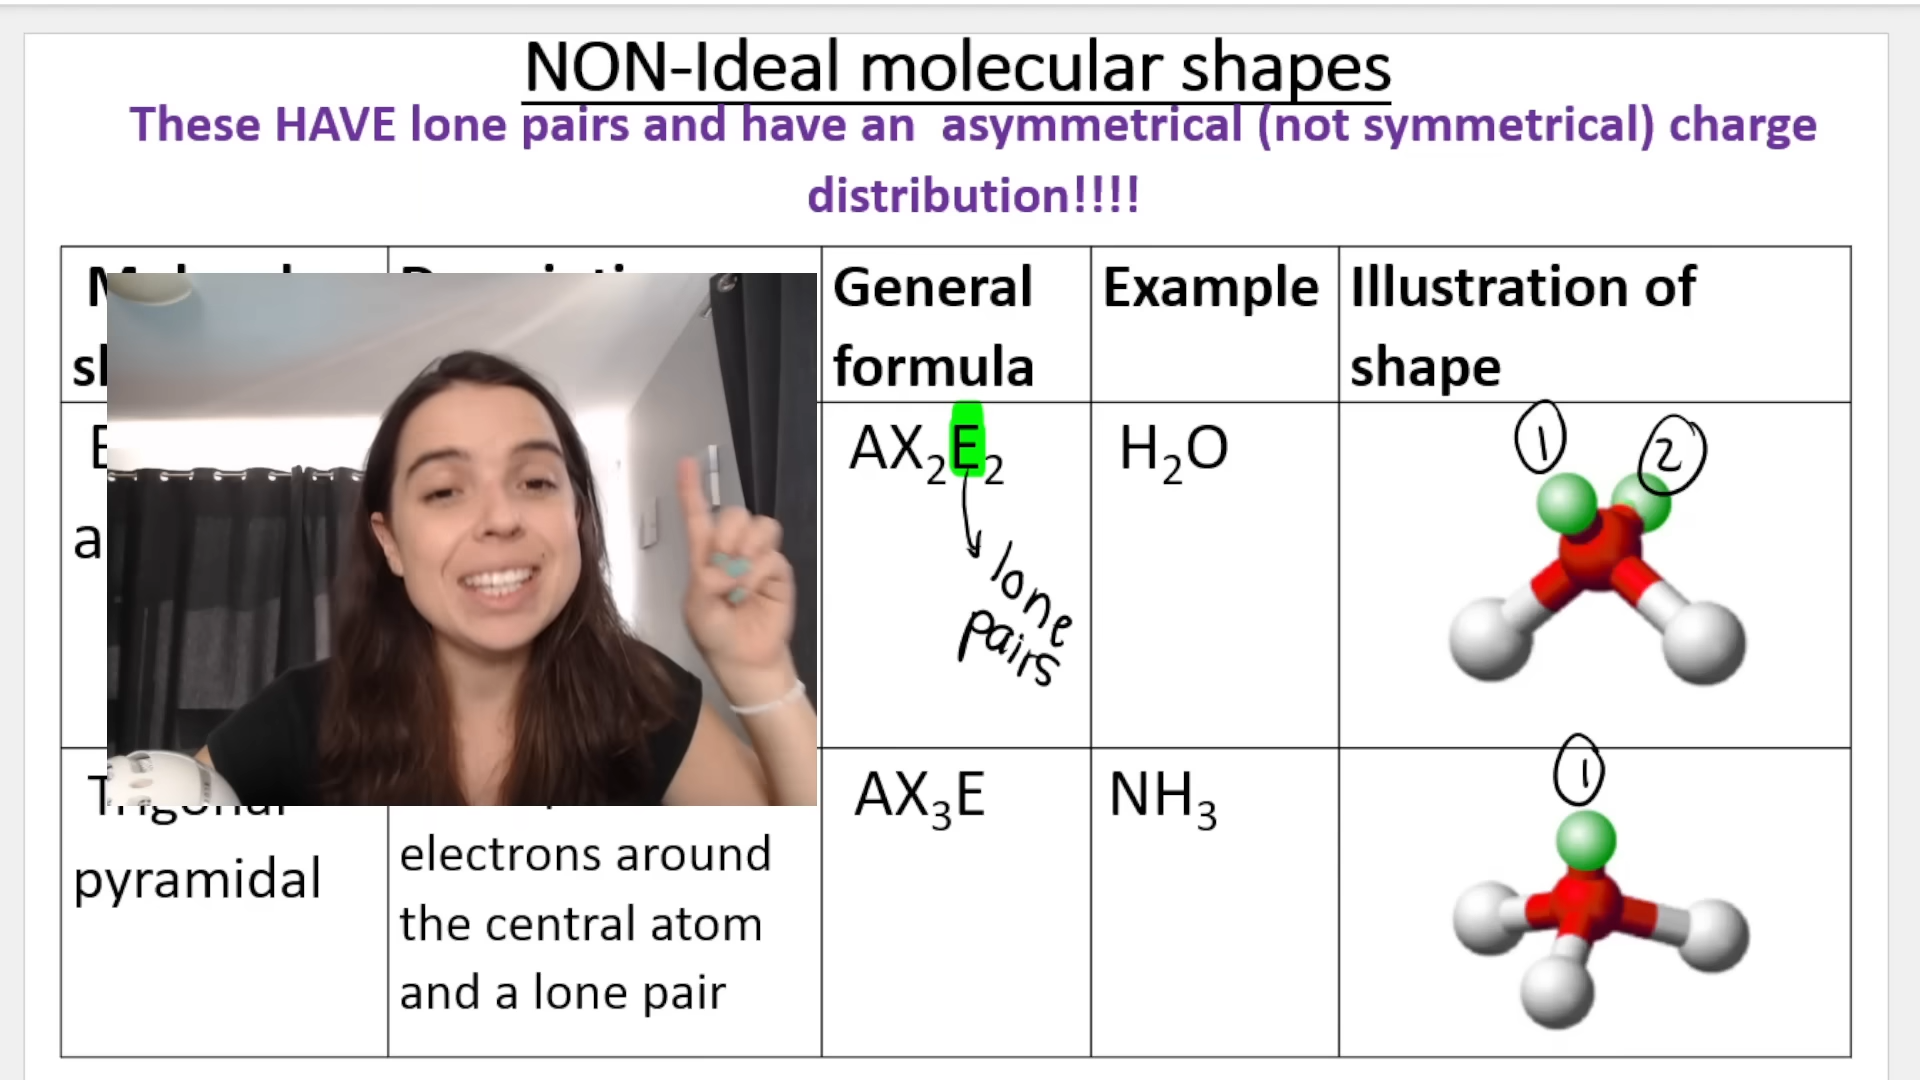 NON-Ideal molecular shapes
These HAVE lone pairs and have an asymmetrical (not symmetrical) charge
distribution!!!!
General
formula
Example
Illustration of
shape
AX₂E₂
H₂O
1
2
lone
pairs
Trigonal
pyramidal
electrons around
the central atom
and a lone pair
AX₃E
NH₃
1